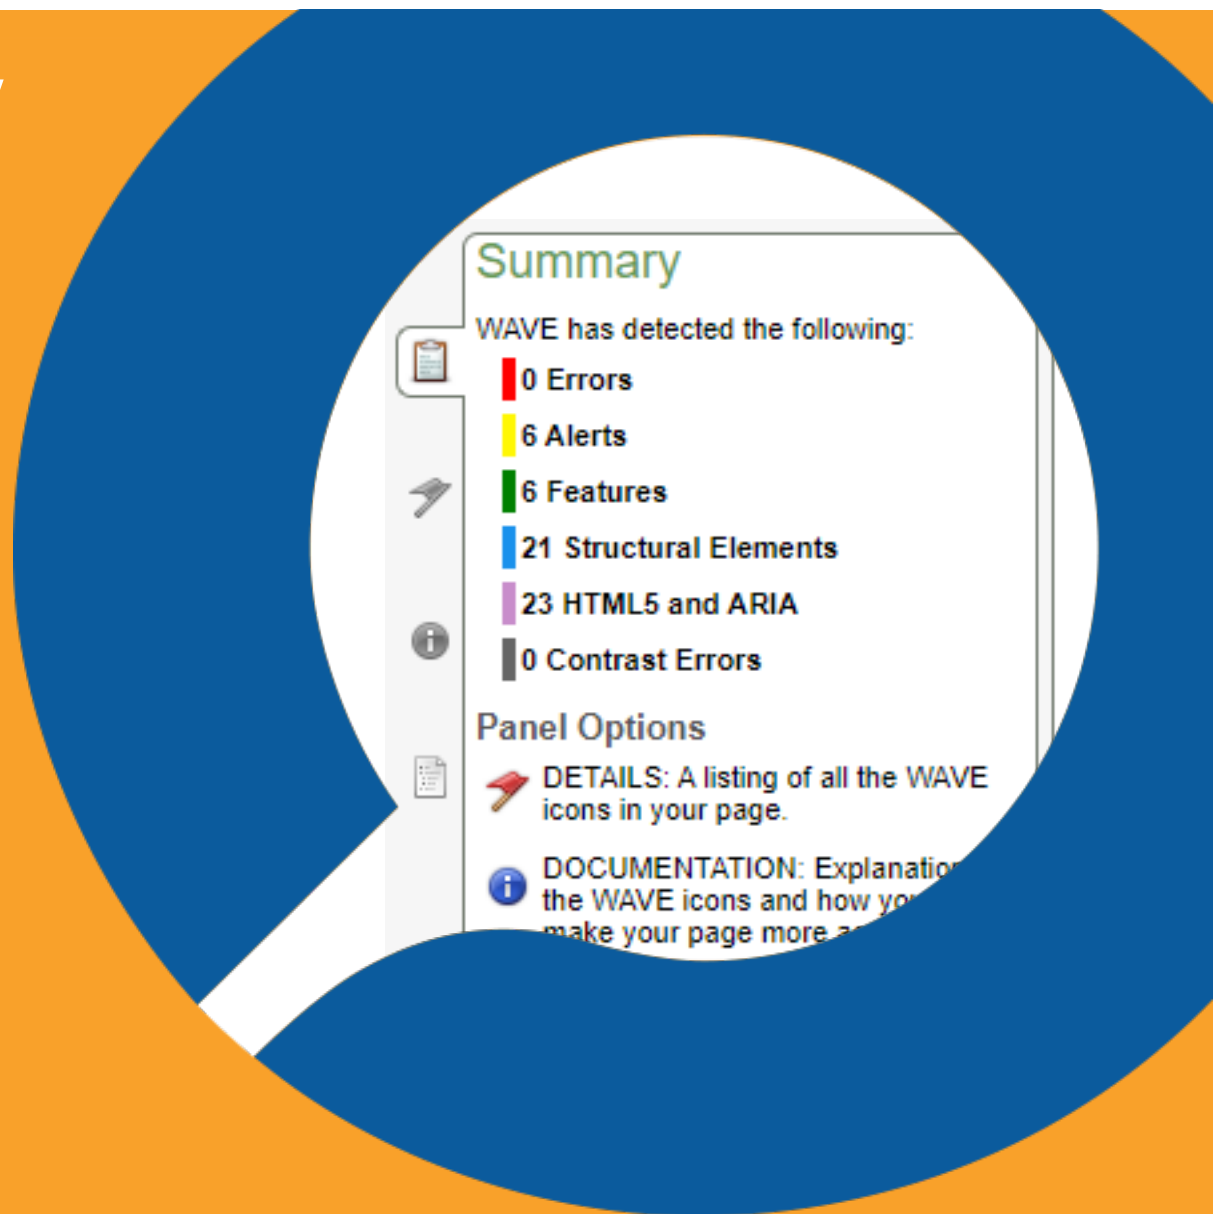 Summary
WAVE has detected the following:
0 Errors
6 Alerts
6 Features
21 Structural Elements
23 HTML5 and ARIA
0 Contrast Errors
Panel Options
DETAILS: A listing of all the WAVE
icons in your page.
DOCUMENTATION:
the WAVE icons and how
make your page more